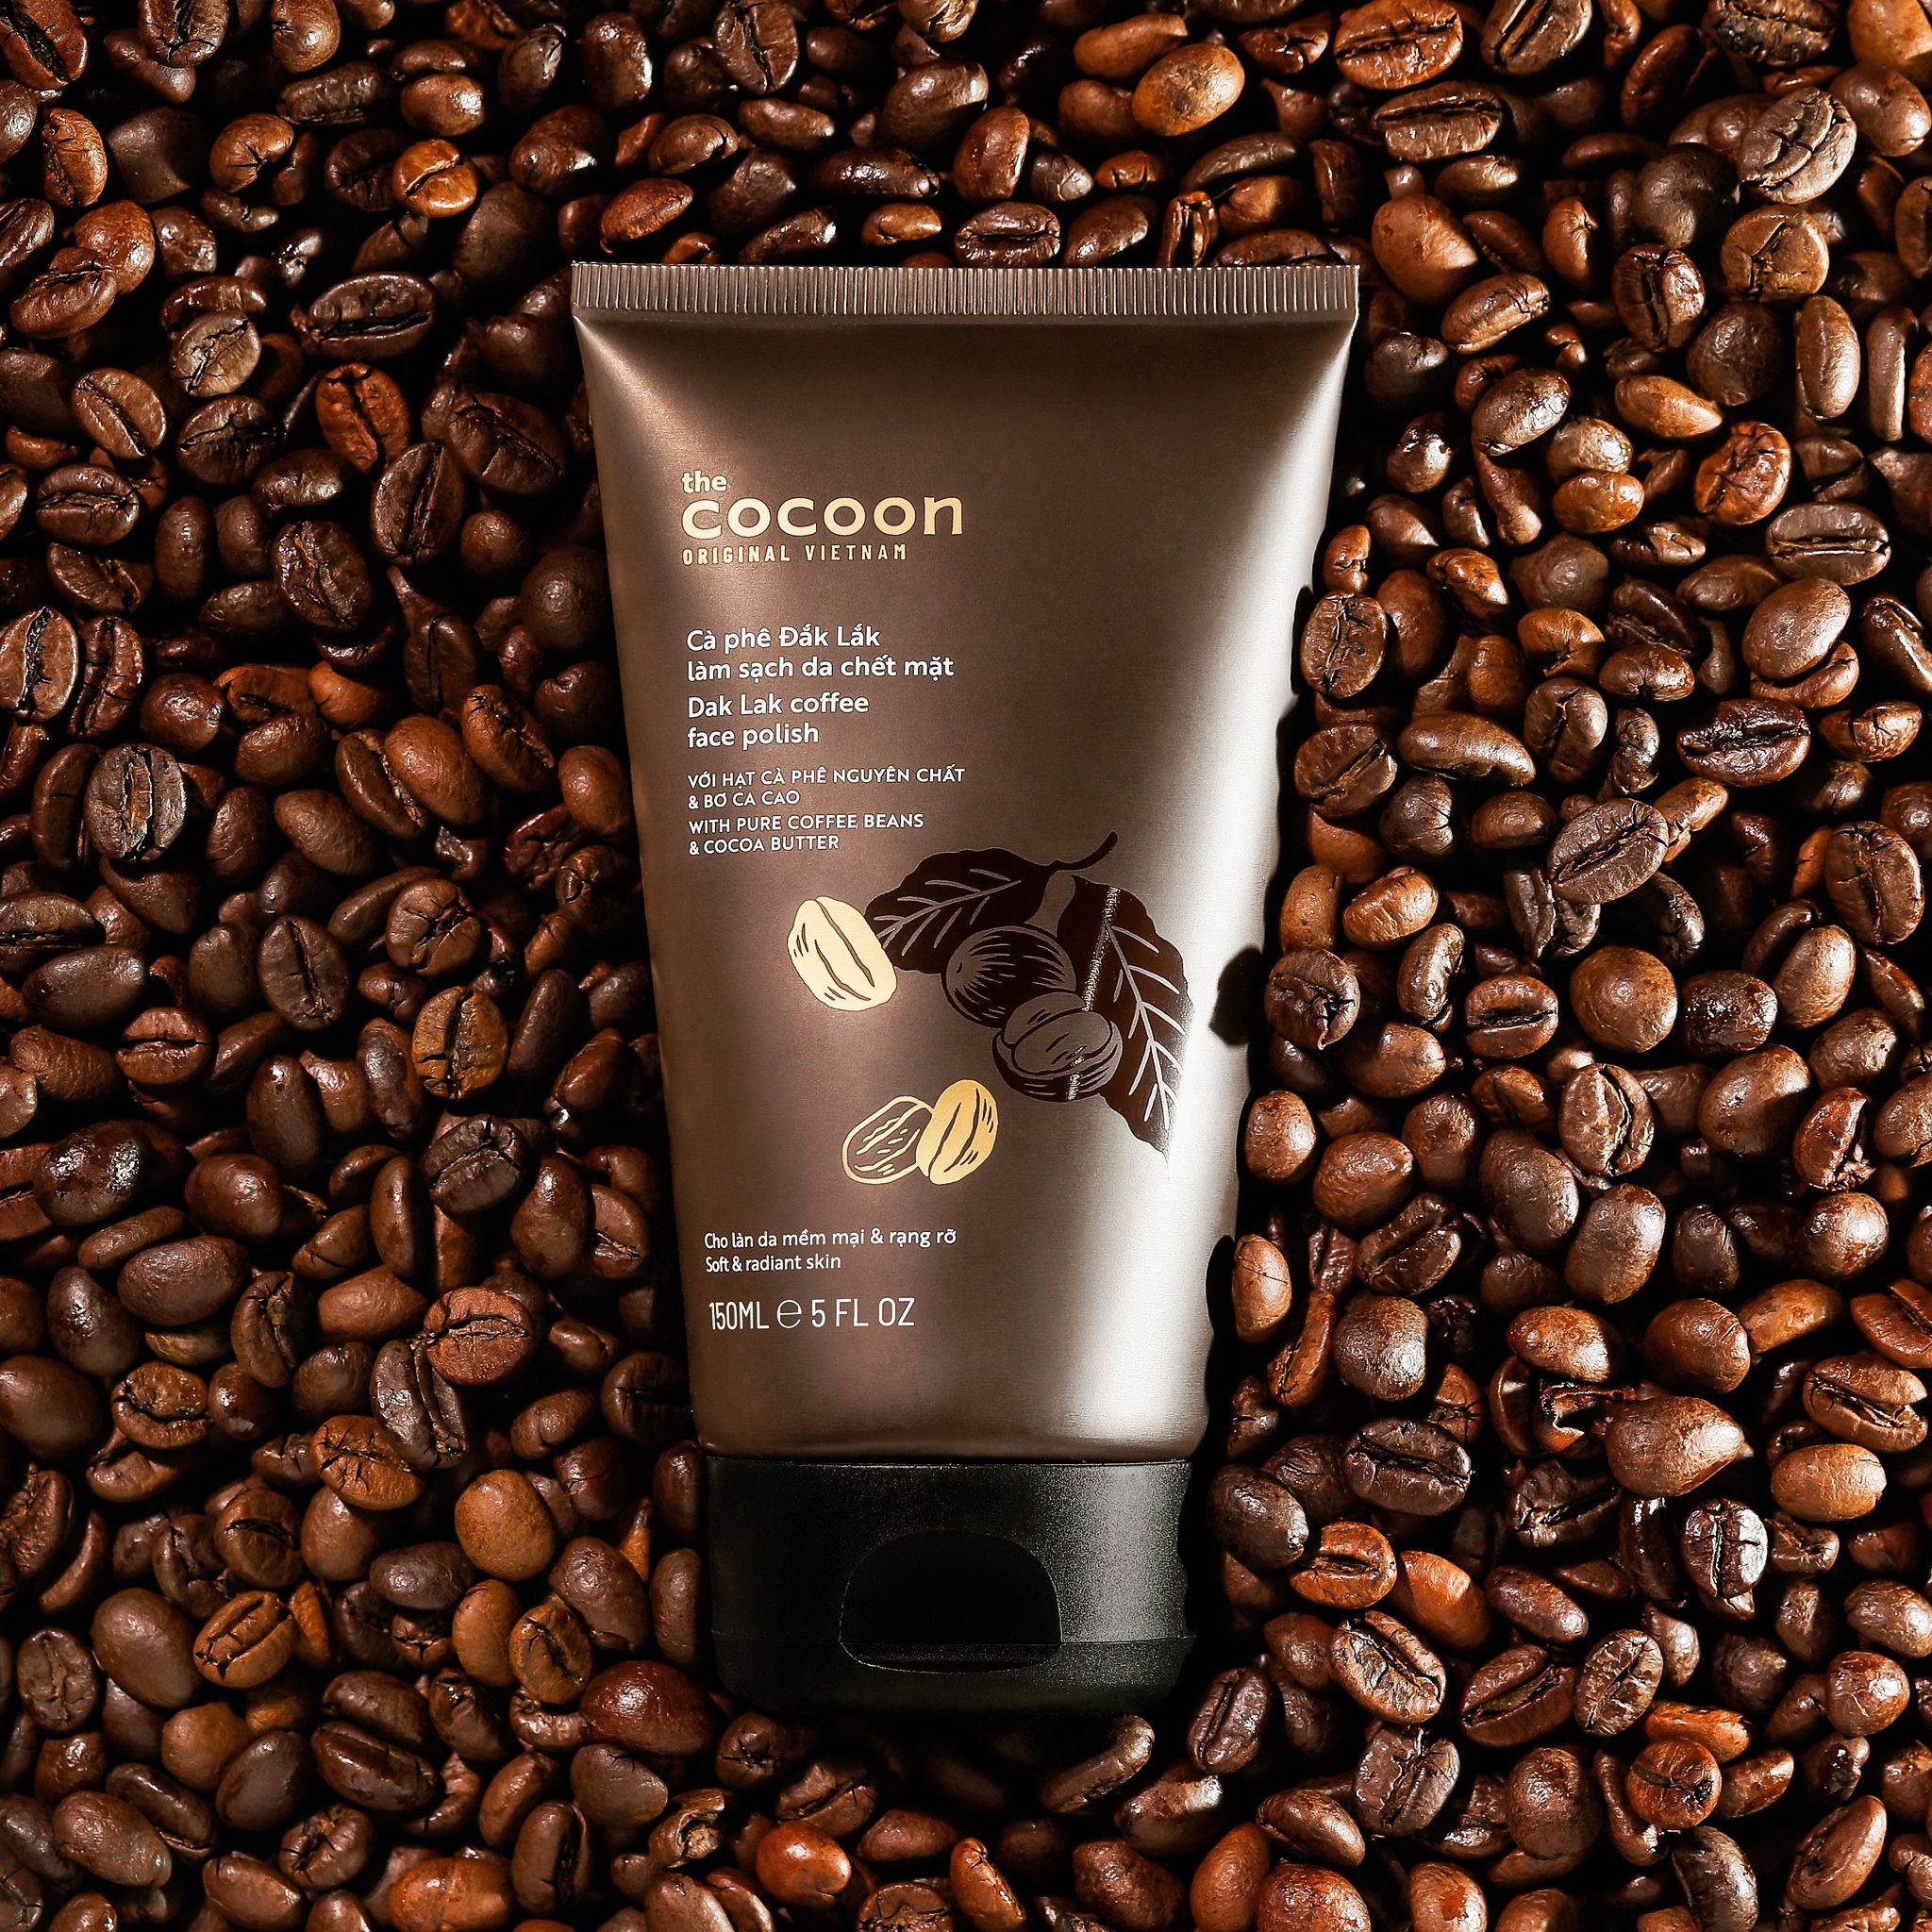 the
cocoon
ORIGINAL VIETNAM
Cà phê Đắk Lắk
làm sạch da chết mặt
Dak Lak coffee
face polish
VỚI HẠT CÀ PHÊ NGUYÊN CHẤT
& BƠ CA CAO
WITH PURE COFFEE BEANS
& COCOA BUTTER
Cho làn da mềm mại & rạng rỡ
Soft & radiant skin
150ML ℮ 5 FL OZ